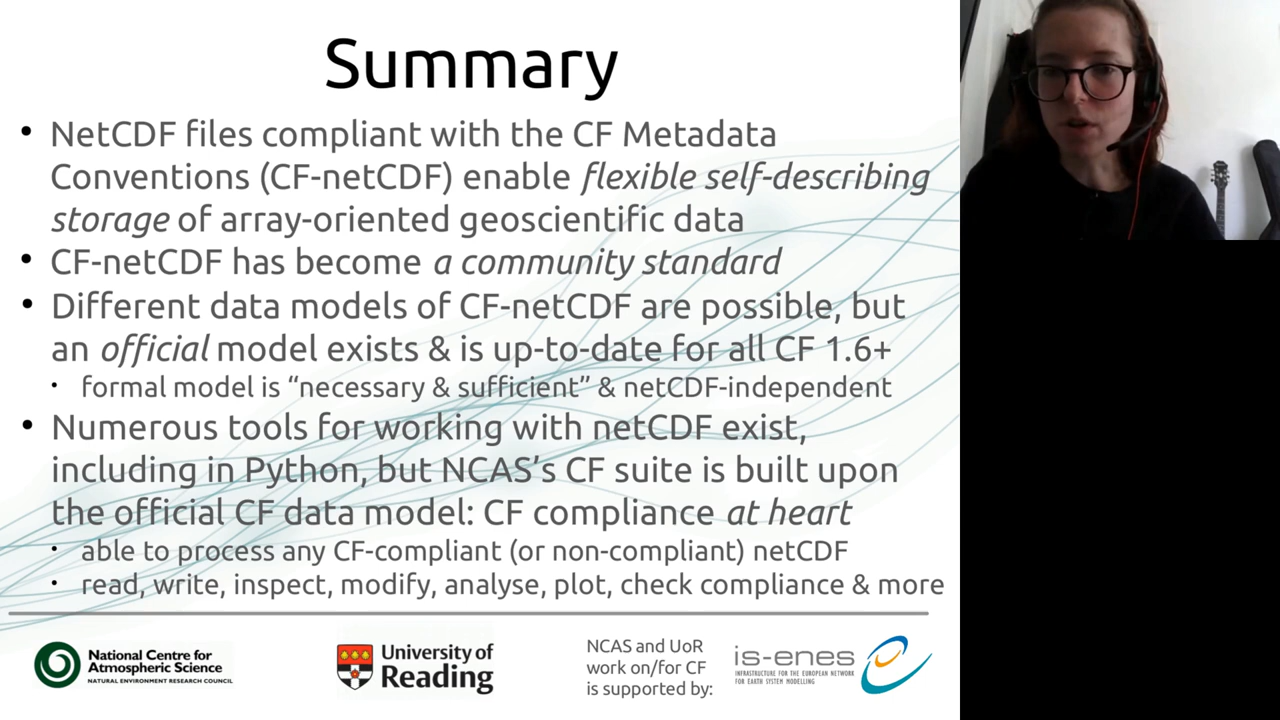 Summary
• NetCDF files compliant with the CF Metadata
Conventions (CF-netCDF) enable flexible self-describing
storage of array-oriented geoscientific data
• CF-netCDF has become a community standard
• Different data models of CF-netCDF are possible, but
an official model exists & is up-to-date for all CF 1.6+
• formal model is “necessary & sufficient” & netCDF-independent
• Numerous tools for working with netCDF exist,
including in Python, but NCAS’s CF suite is built upon
the official CF data model: CF compliance at heart
• able to process any CF-compliant (or non-compliant) netCDF
• read, write, inspect, modify, analyse, plot, check compliance & more
National Centre for
Atmospheric Science
NATURAL ENVIRONMENT RESEARCH COUNCIL
University of
Reading
NCAS and UoR
work on/for CF
is supported by:
is-enes
INFRASTRUCTURE FOR THE EUROPEAN NETWORK
FOR EARTH SYSTEM MODELLING